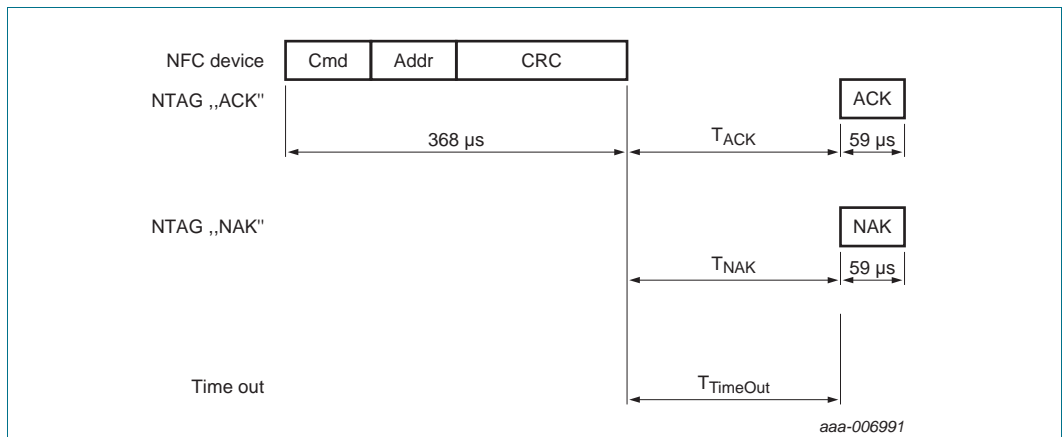 NFC device Cmd Addr CRC
NTAG ,,ACK" ACK
368 µs TACK 59 µs
NTAG ,,NAK" NAK
TNAK 59 µs
Time out TTimeOut
aaa-006991